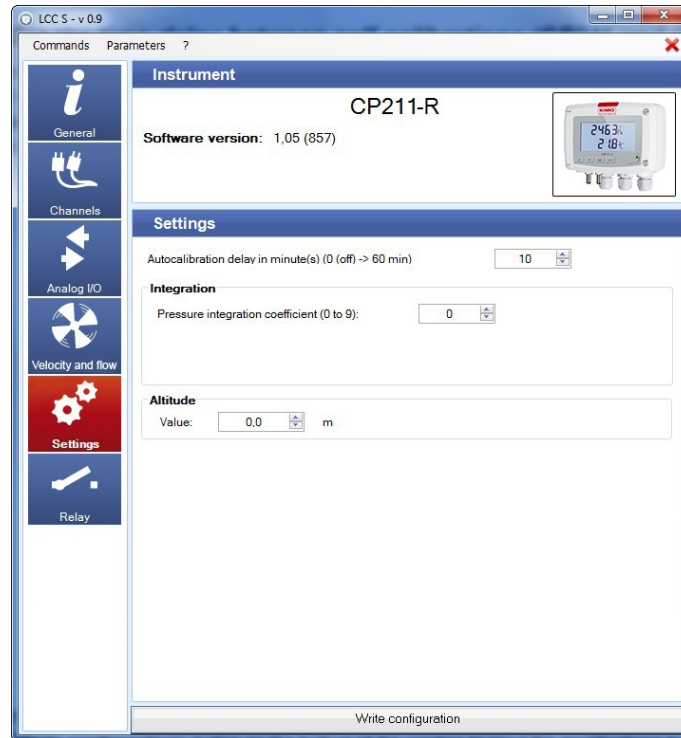 LCC S - v 0.9
Commands Parameters ?
General
Channels
Analog I/O
Velocity and flow
Settings
Relay
Instrument
CP211-R
Software version: 1,05 (857)
KIMO
2463
21.8
Settings
Autocalibration delay in minute(s) (0 (off) -> 60 min) 10
Integration
Pressure integration coefficient (0 to 9): 0
Altitude
Value: 0,0 m
Write configuration